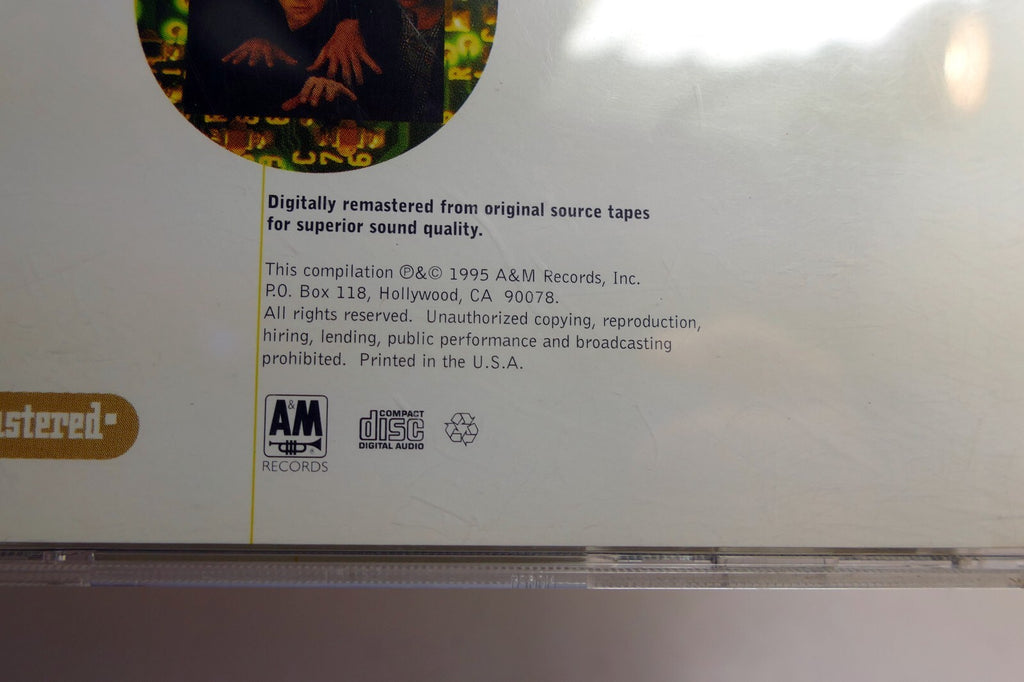 Digitally remastered from original source tapes
for superior sound quality.
This compilation ℗&© 1995 A&M Records, Inc.
P.O. Box 118, Hollywood, CA 90078.
All rights reserved. Unauthorized copying, reproduction,
hiring, lending, public performance and broadcasting
prohibited. Printed in the U.S.A.
stered
A&M
®
RECORDS
COMPACT
disc
DIGITAL AUDIO